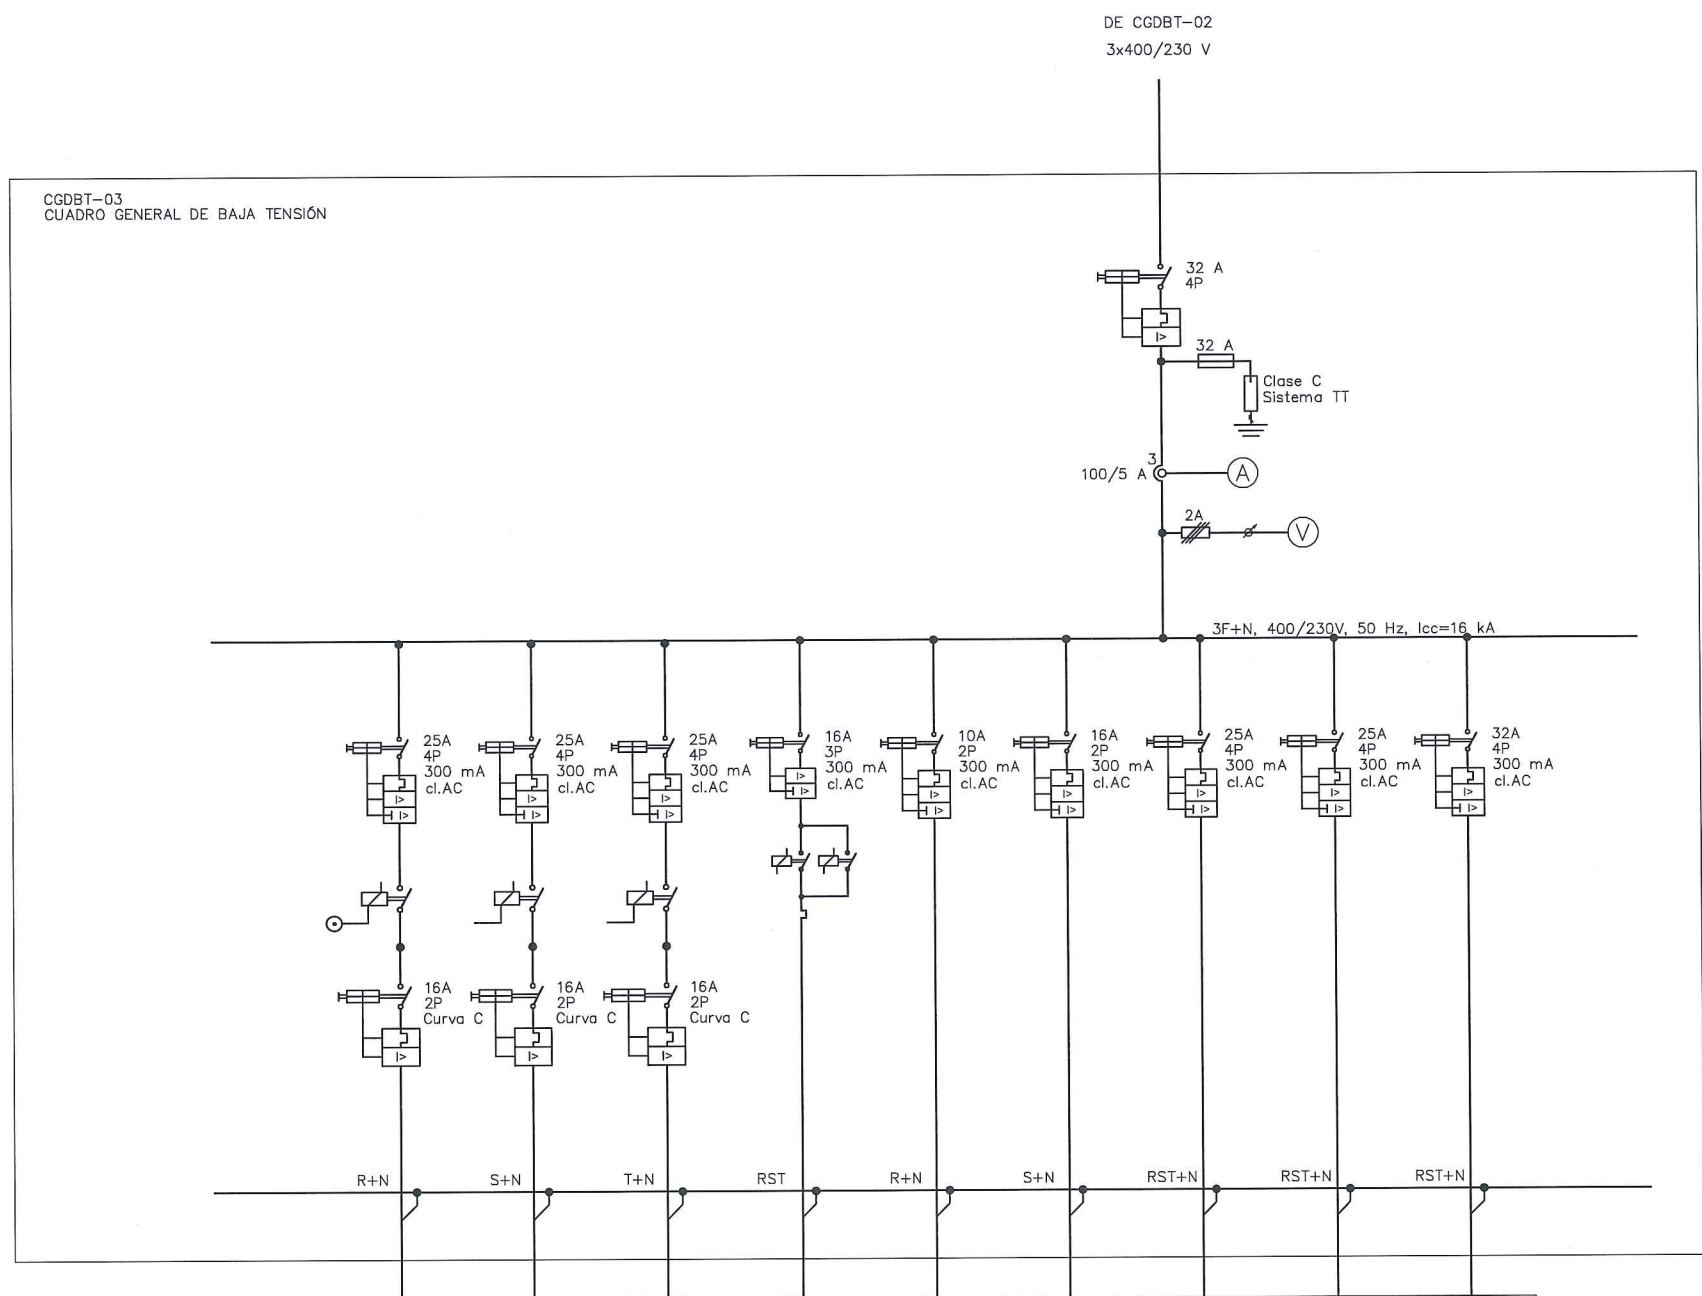 DE CGDBT-02
3x400/230 V
CGDBT-03
CUADRO GENERAL DE BAJA TENSIÓN
32 A
4P
I>
32 A
Clase C
Sistema TT
3
100/5 A
A
2A
V
3F+N, 400/230V, 50 Hz, Icc=16 kA
25A
4P
300 mA
cl.AC
I>
I>
25A
4P
300 mA
cl.AC
I>
I>
25A
4P
300 mA
cl.AC
I>
I>
16A
3P
300 mA
cl.AC
I>
I>
10A
2P
300 mA
cl.AC
I>
I>
16A
2P
300 mA
cl.AC
I>
I>
25A
4P
300 mA
cl.AC
I>
I>
25A
4P
300 mA
cl.AC
I>
I>
32A
4P
300 mA
cl.AC
I>
I>
16A
2P
Curva C
I>
16A
2P
Curva C
I>
16A
2P
Curva C
I>
R+N
S+N
T+N
RST
R+N
S+N
RST+N
RST+N
RST+N